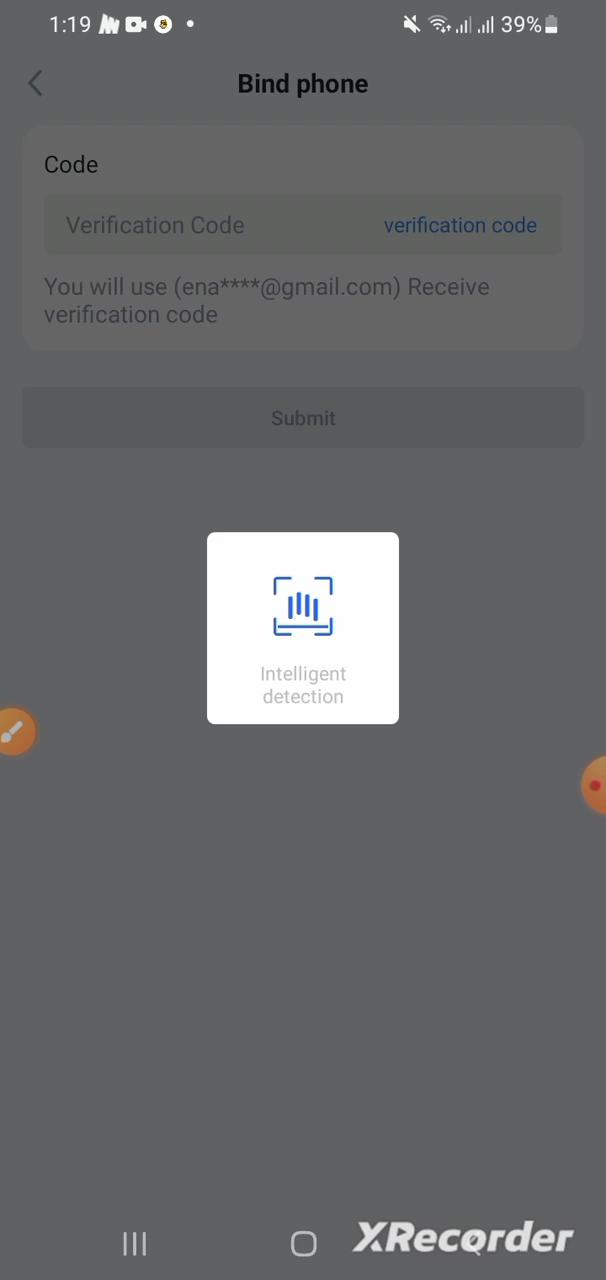 1:19
39%
Bind phone
Code
Verification Code verification code
You will use (ena****@gmail.com) Receive
verification code
Submit
Intelligent
detection
XRecorder